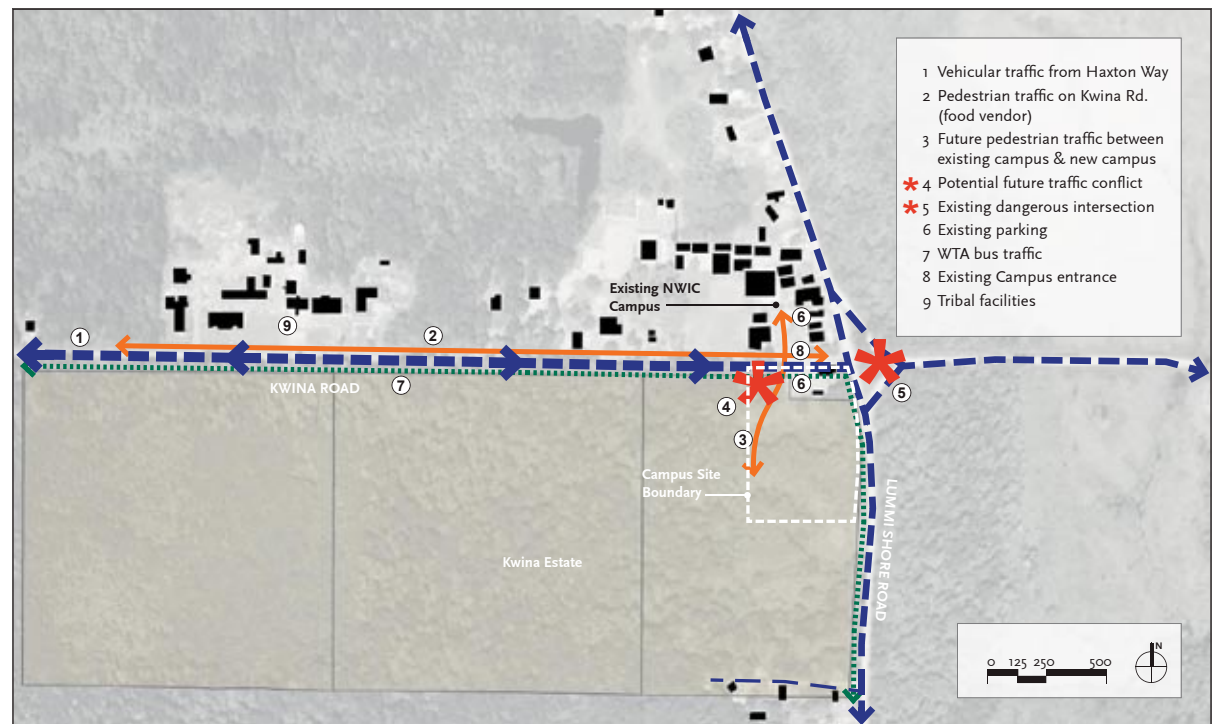 1 Vehicular traffic from Haxton Way
2 Pedestrian traffic on Kwina Rd.
(food vendor)
3 Future pedestrian traffic between
existing campus & new campus
* 4 Potential future traffic conflict
* 5 Existing dangerous intersection
6 Existing parking
7 WTA bus traffic
8 Existing Campus entrance
9 Tribal facilities
Existing NWIC
Campus
6
9
1
2
8
KWINA ROAD
7
6
5
4
3
Campus Site
Boundary
LUMMI SHORE ROAD
Kwina Estate
N
0 125 250 500